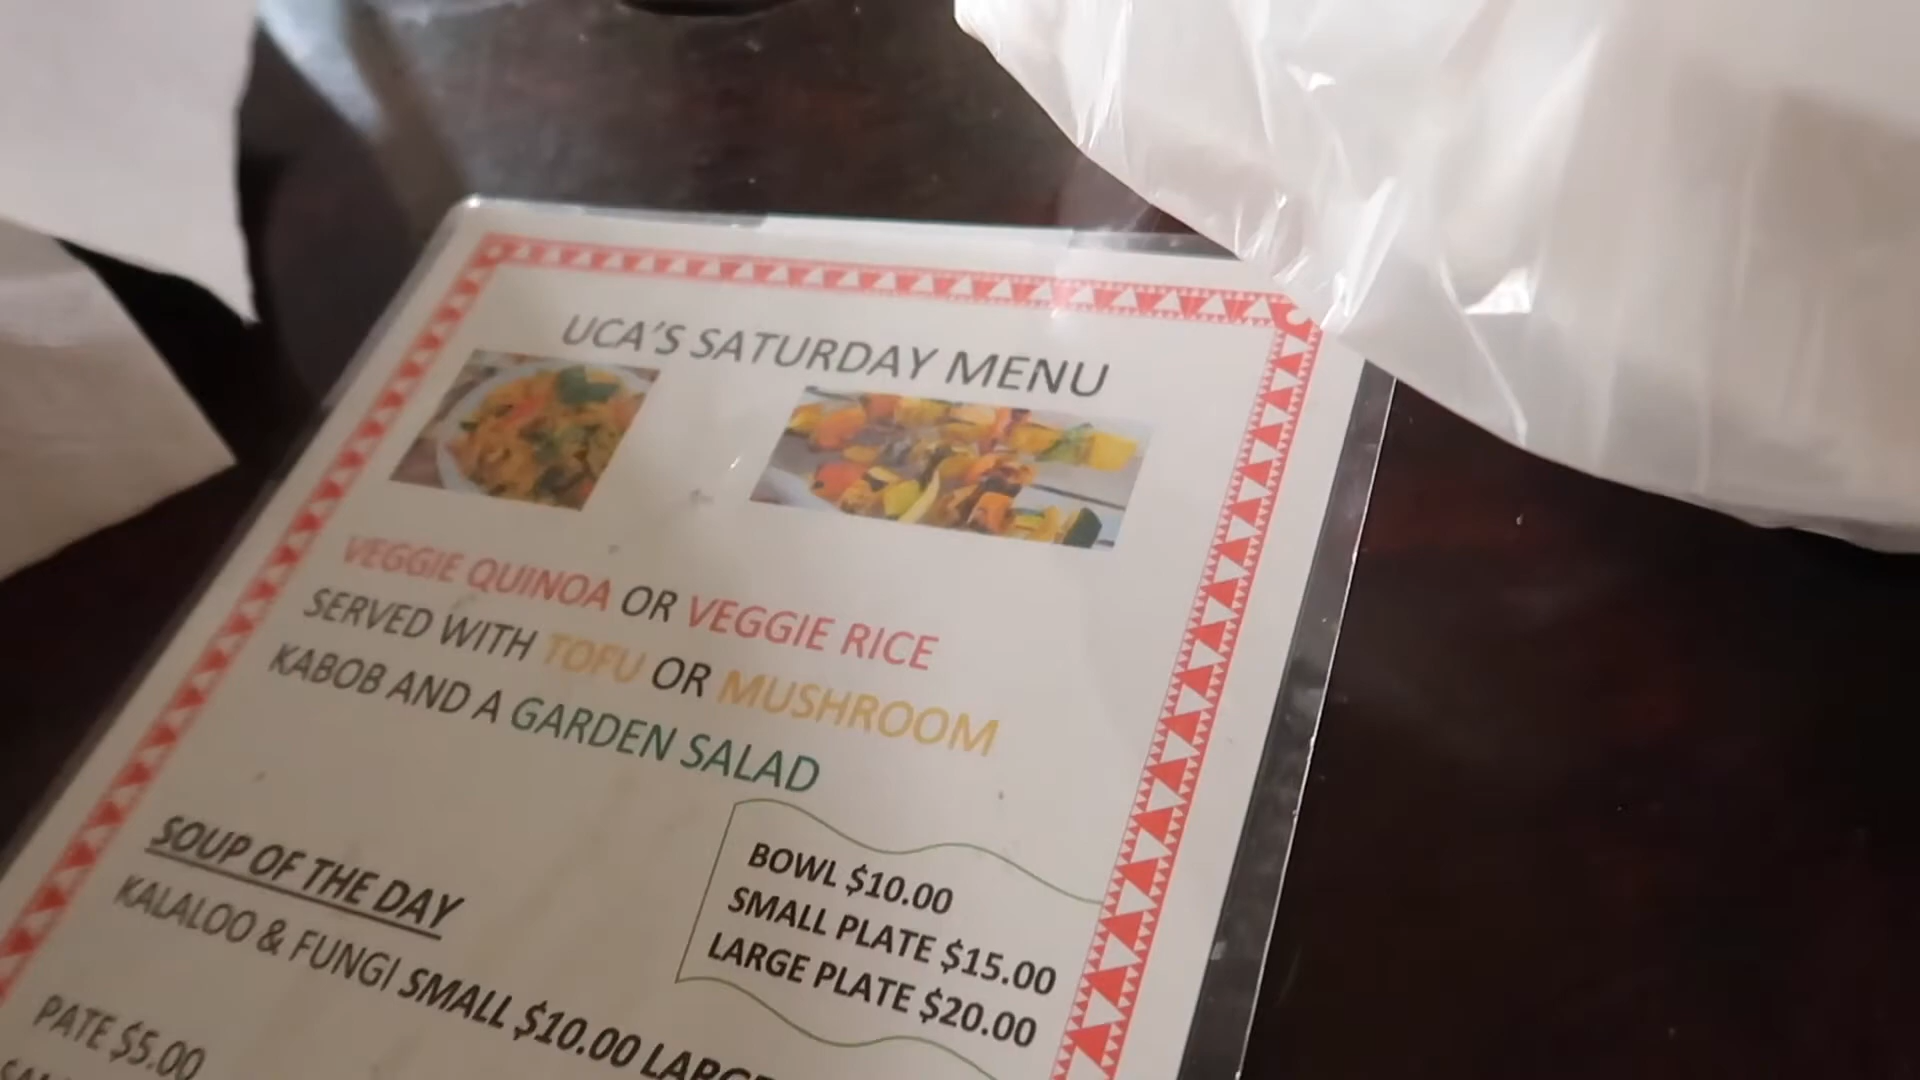 UCA'S SATURDAY MENU
VEGGIE QUINOA OR VEGGIE RICE
SERVED WITH TOFU OR MUSHROOM
KABOB AND A GARDEN SALAD
BOWL $10.00
SMALL PLATE $15.00
LARGE PLATE $20.00
SOUP OF THE DAY
KALALOO & FUNGI SMALL $10.00 LARGE
PATE $5.00